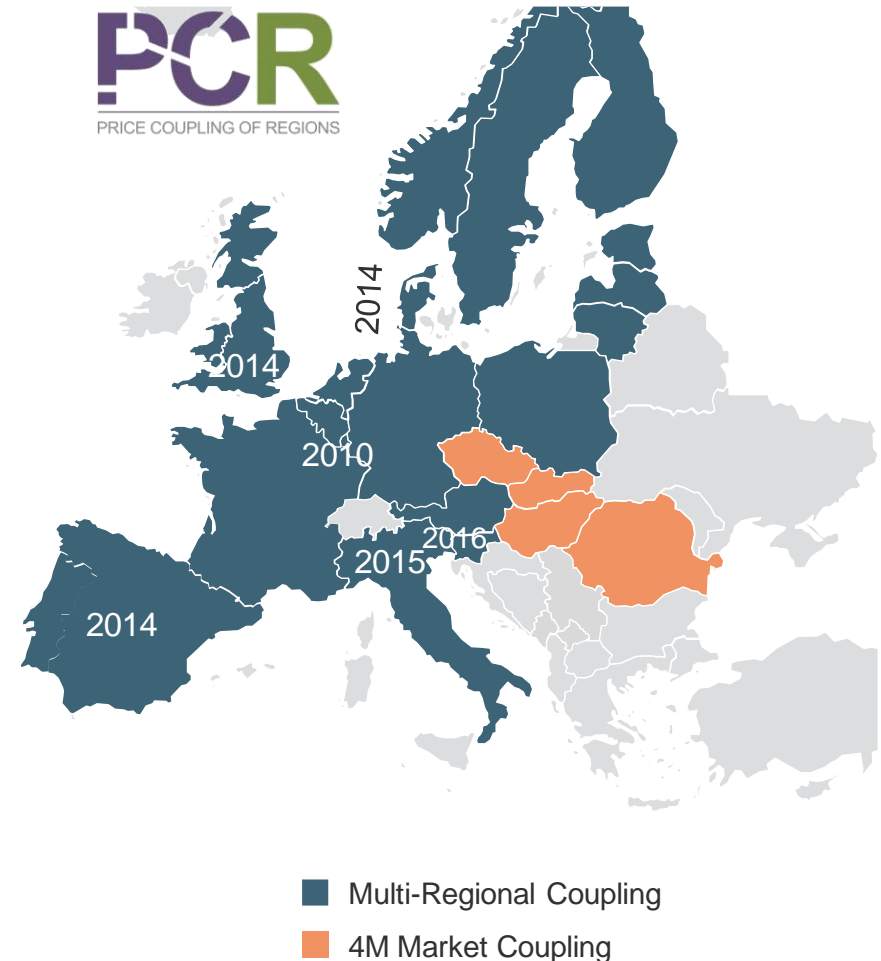 PCR
PRICE COUPLING OF REGIONS
2014
2014
2010
2016
2015
2014
Multi-Regional Coupling
4M Market Coupling